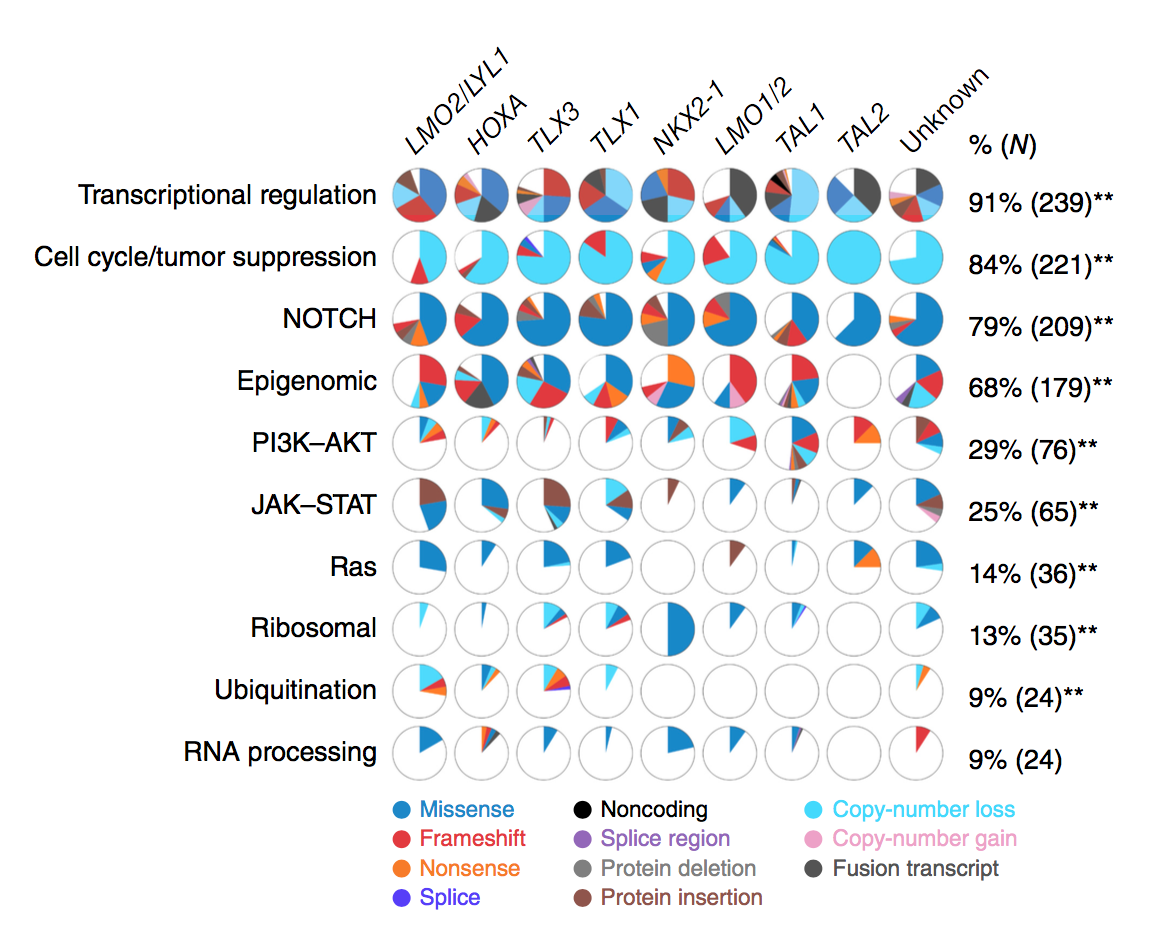 LMO2/LYL1 HOXA TLX3 TLX1 NKX2-1 LMO1/2 TAL1 TAL2 Unknown % (N)
Transcriptional regulation 91% (239)**
Cell cycle/tumor suppression 84% (221)**
NOTCH 79% (209)**
Epigenomic 68% (179)**
PI3K–AKT 29% (76)**
JAK–STAT 25% (65)**
Ras 14% (36)**
Ribosomal 13% (35)**
Ubiquitination 9% (24)**
RNA processing 9% (24)
Missense Noncoding Copy-number loss
Frameshift Splice region Copy-number gain
Nonsense Protein deletion Fusion transcript
Splice Protein insertion